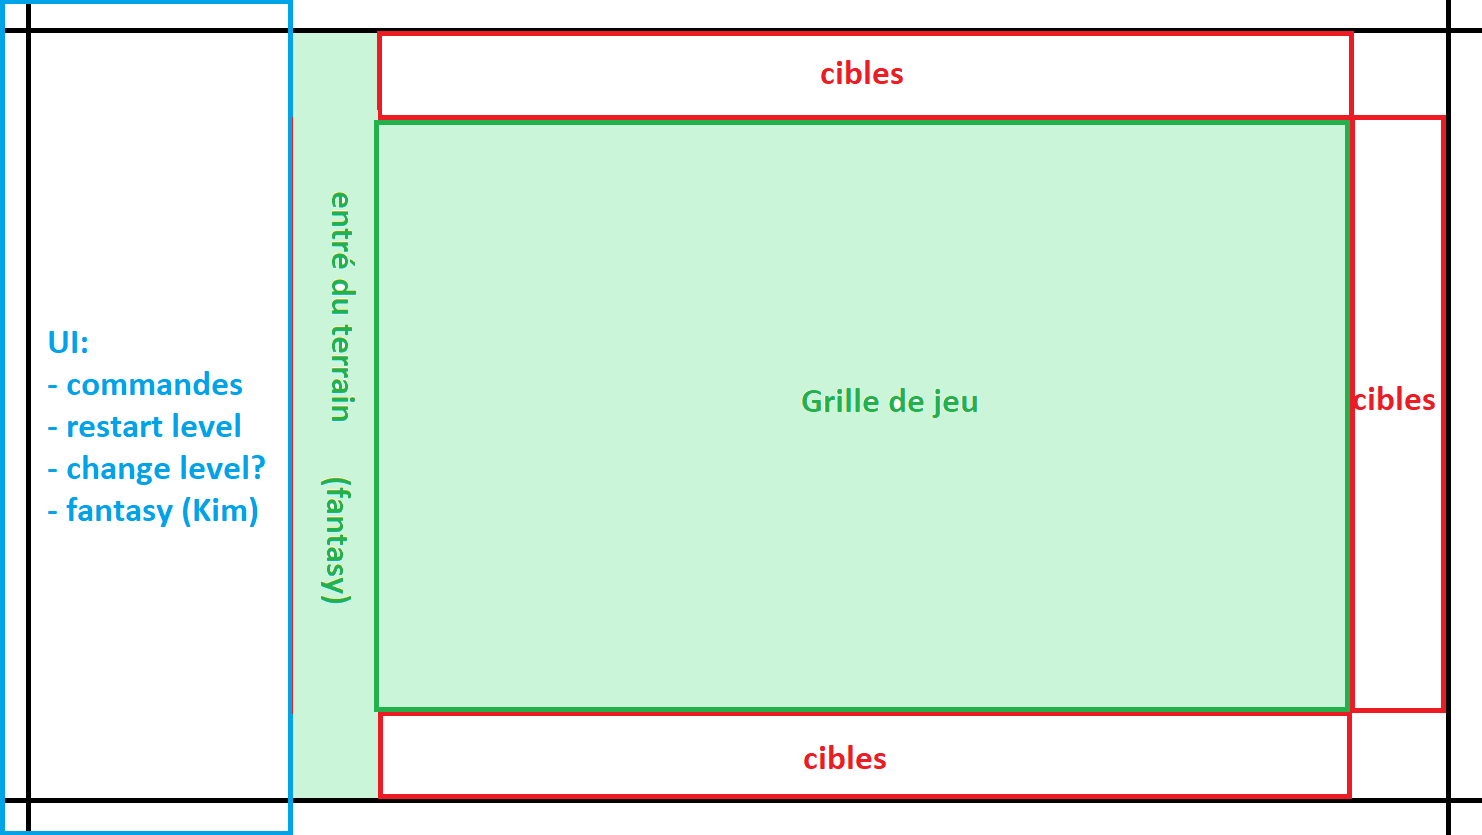 cibles
entré du terrain (fantasy)
UI:
- commandes
- restart level
- change level?
- fantasy (Kim)
Grille de jeu
cibles
cibles